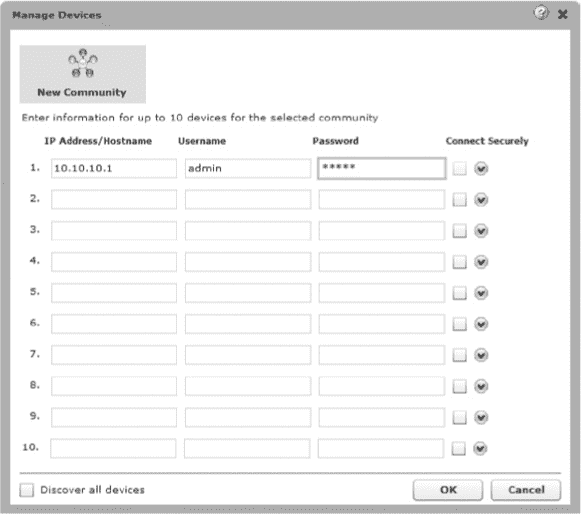 Manage Devices
New Community
Enter information for up to 10 devices for the selected community
IP Address/Hostname Username Password Connect Securely
1. 10.10.10.1 admin *****
2.
3.
4.
5.
6.
7.
8.
9.
10.
Discover all devices OK Cancel